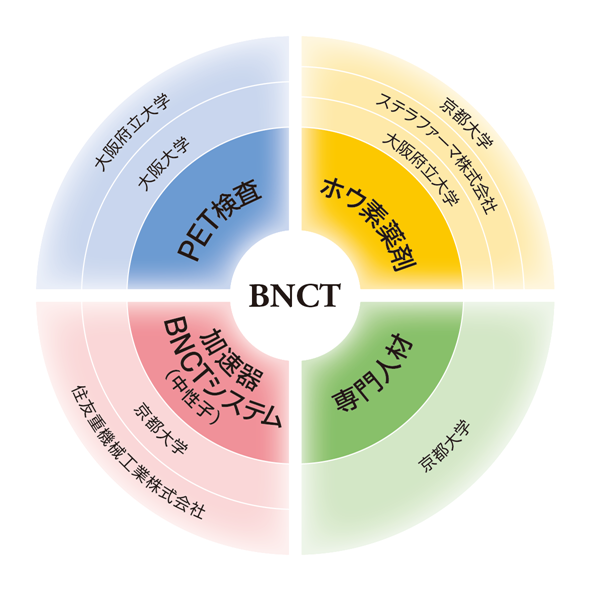 大阪府立大学
大阪大学
PET検査
京都大学
ステラファーマ株式会社
大阪府立大学
ホウ素薬剤
BNCT
加速器
BNCTシステム
（中性子）
京都大学
住友重機械工業株式会社
専門人材
京都大学